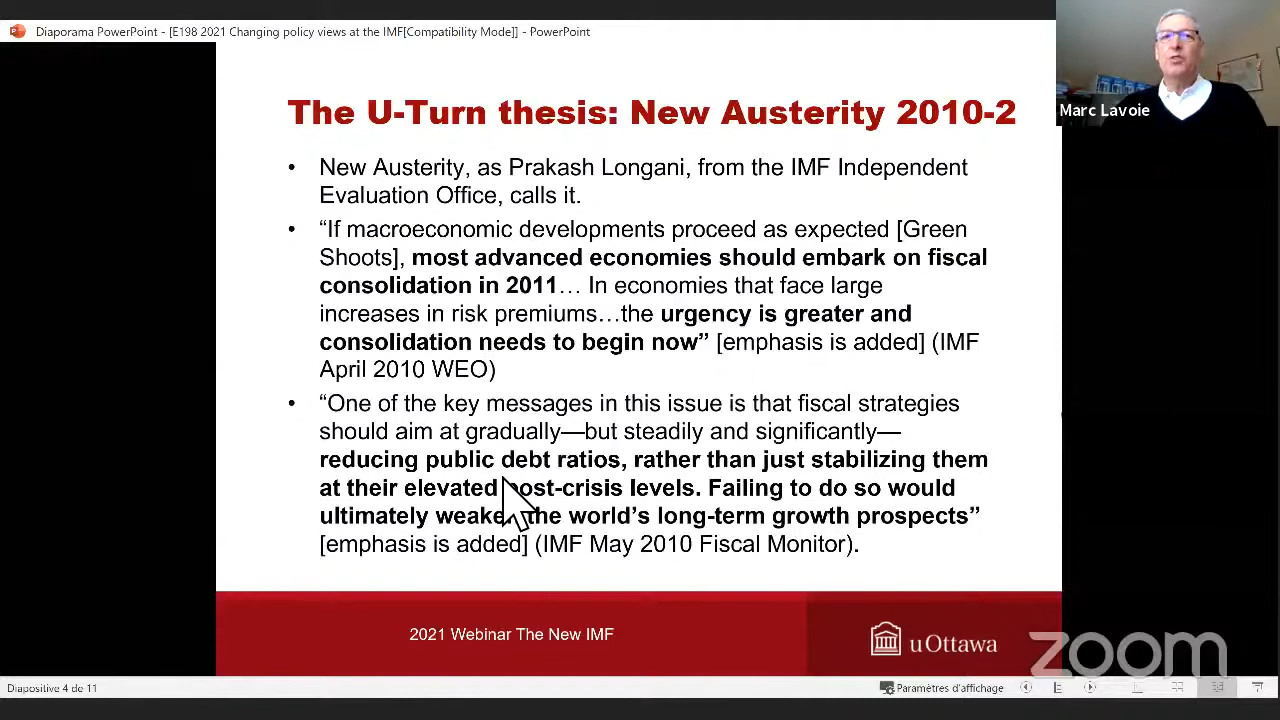 Diaporama PowerPoint - [E198 2021 Changing policy views at the IMF[Compatibility Mode]] - PowerPoint
Marc Lavoie
The U-Turn thesis: New Austerity 2010-2
• New Austerity, as Prakash Longani, from the IMF Independent
Evaluation Office, calls it.
• “If macroeconomic developments proceed as expected [Green
Shoots], most advanced economies should embark on fiscal
consolidation in 2011… In economies that face large
increases in risk premiums…the urgency is greater and
consolidation needs to begin now” [emphasis is added] (IMF
April 2010 WEO)
• “One of the key messages in this issue is that fiscal strategies
should aim at gradually—but steadily and significantly—
reducing public debt ratios, rather than just stabilizing them
at their elevated post-crisis levels. Failing to do so would
ultimately weaken the world’s long-term growth prospects”
[emphasis is added] (IMF May 2010 Fiscal Monitor).
2021 Webinar The New IMF
uOttawa
zoom
Diapositive 4 de 11
Paramètres d'affichage